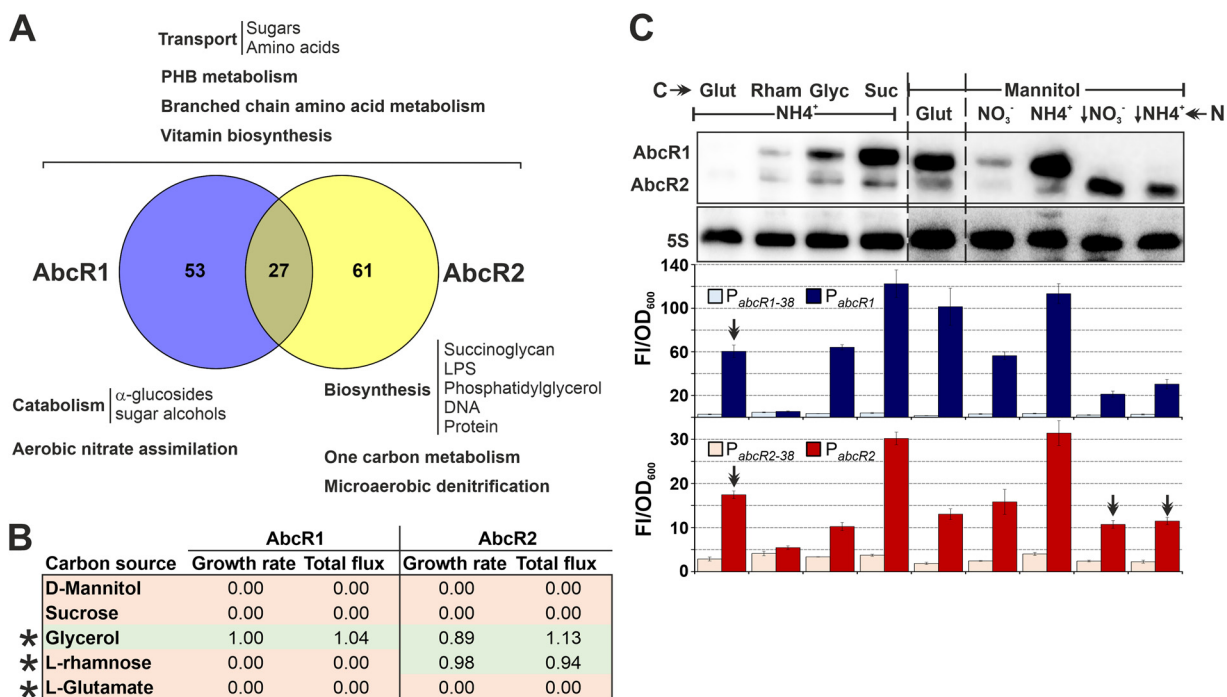 A
Transport
Sugars
Amino acids
PHB metabolism
Branched chain amino acid metabolism
Vitamin biosynthesis
AbcR1 53 27 61 AbcR2
Catabolism
α-glucosides
sugar alcohols
Aerobic nitrate assimilation
Biosynthesis
Succinoglycan
LPS
Phosphatidylglycerol
DNA
Protein
One carbon metabolism
Microaerobic denitrification
B
AbcR1 AbcR2
Carbon source Growth rate Total flux Growth rate Total flux
D-Mannitol 0.00 0.00 0.00 0.00
Sucrose 0.00 0.00 0.00 0.00
* Glycerol 1.00 1.04 0.89 1.13
* L-rhamnose 0.00 0.00 0.98 0.94
* L-Glutamate 0.00 0.00 0.00 0.00
C
C Glut Rham Glyc Suc Mannitol
NH4⁺ Glut NO₃⁻ NH4⁺ ↓NO₃⁻ ↓NH4⁺ N
AbcR1
AbcR2
5S
FI/OD₆₀₀
140
100
60
20
PabcR1-38 PabcR1
FI/OD₆₀₀
30
20
10
0
PabcR2-38 PabcR2